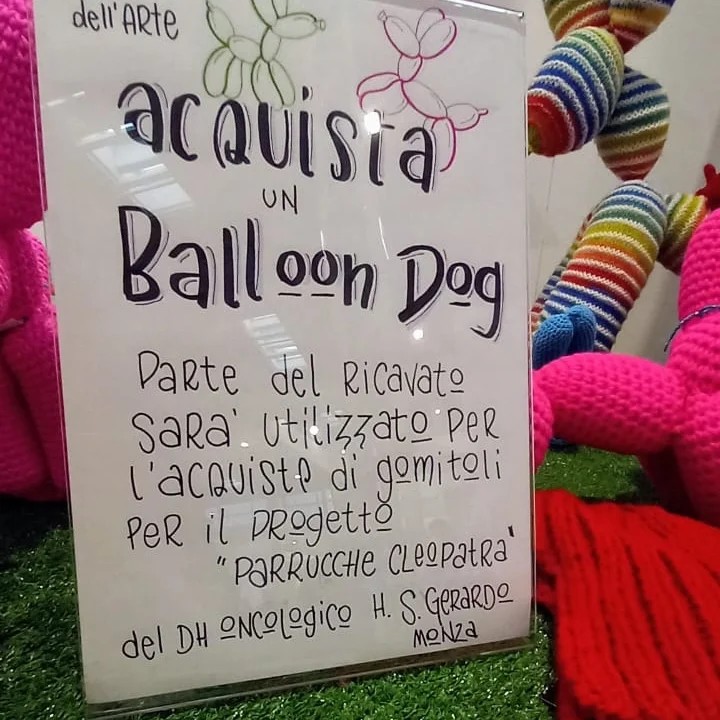 dell'ARTE
acquista
UN
Balloon Dog
Parte del ricavato
sarà utilizzato per
l'acquisto di gomitoli
per il progetto
"Parrucche Cleopatra"
del DH oncologico H. S. Gerardo
Monza